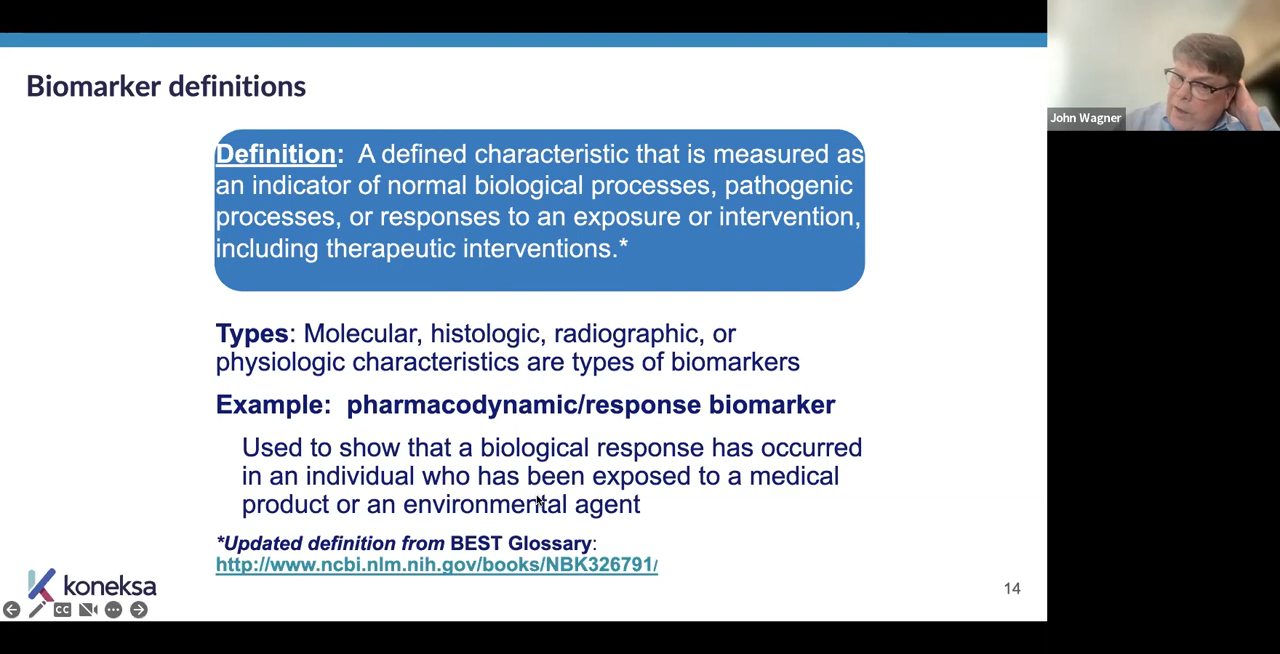 Biomarker definitions
John Wagner
Definition: A defined characteristic that is measured as
an indicator of normal biological processes, pathogenic
processes, or responses to an exposure or intervention,
including therapeutic interventions.*
Types: Molecular, histologic, radiographic, or
physiologic characteristics are types of biomarkers
Example: pharmacodynamic/response biomarker
Used to show that a biological response has occurred
in an individual who has been exposed to a medical
product or an environmental agent
*Updated definition from BEST Glossary:
http://www.ncbi.nlm.nih.gov/books/NBK326791/
koneksa
14
CC